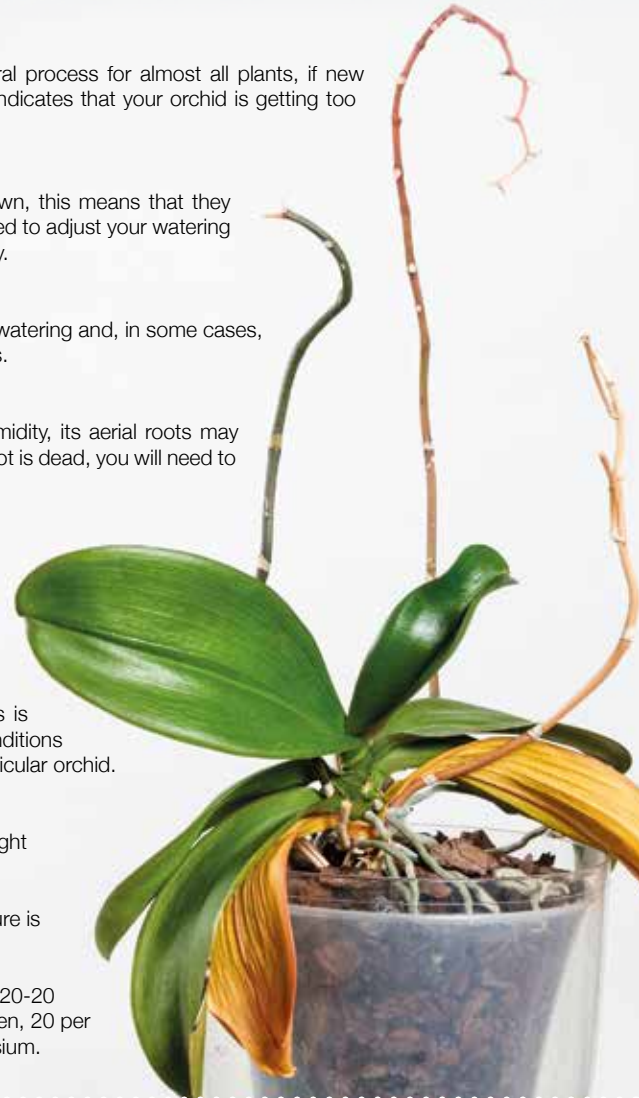 ral process for almost all plants, if new
ndicates that your orchid is getting too
wn, this means that they
ed to adjust your watering
y.
watering and, in some cases,
s.
midity, its aerial roots may
ot is dead, you will need to
s is
nditions
icular orchid.
ght
ure is
20-20
en, 20 per
sium.